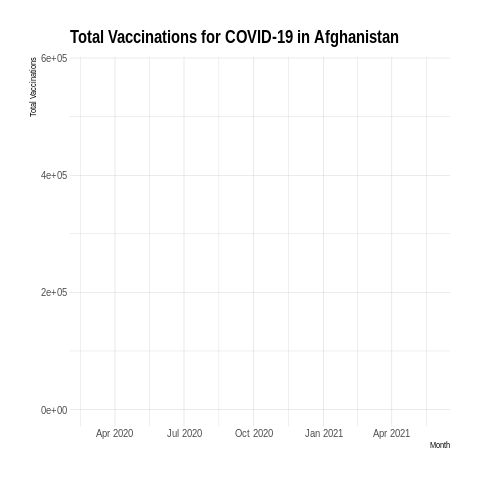 Total Vaccinations for COVID-19 in Afghanistan
Total Vaccinations
6e+05
4e+05
2e+05
0e+00
Apr 2020 Jul 2020 Oct 2020 Jan 2021 Apr 2021
Month